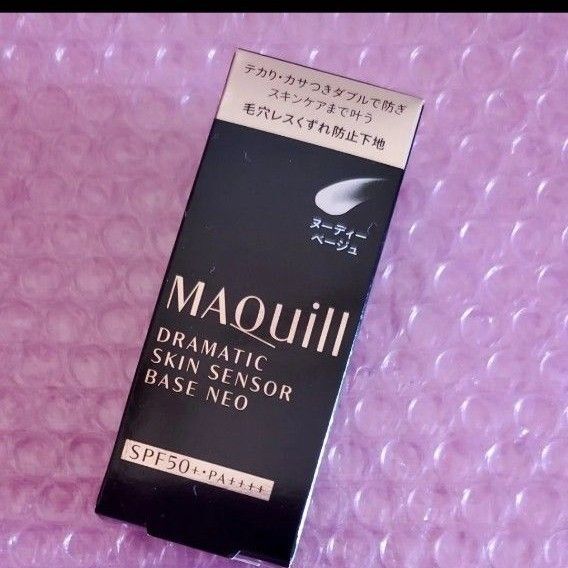 テカり・カサつきダブルで防ぎ
スキンケアまで叶う
毛穴レスくずれ防止下地
ヌーディー
ベージュ
MAQuill
DRAMATIC
SKIN SENSOR
BASE NEO
SPF50+・PA++++